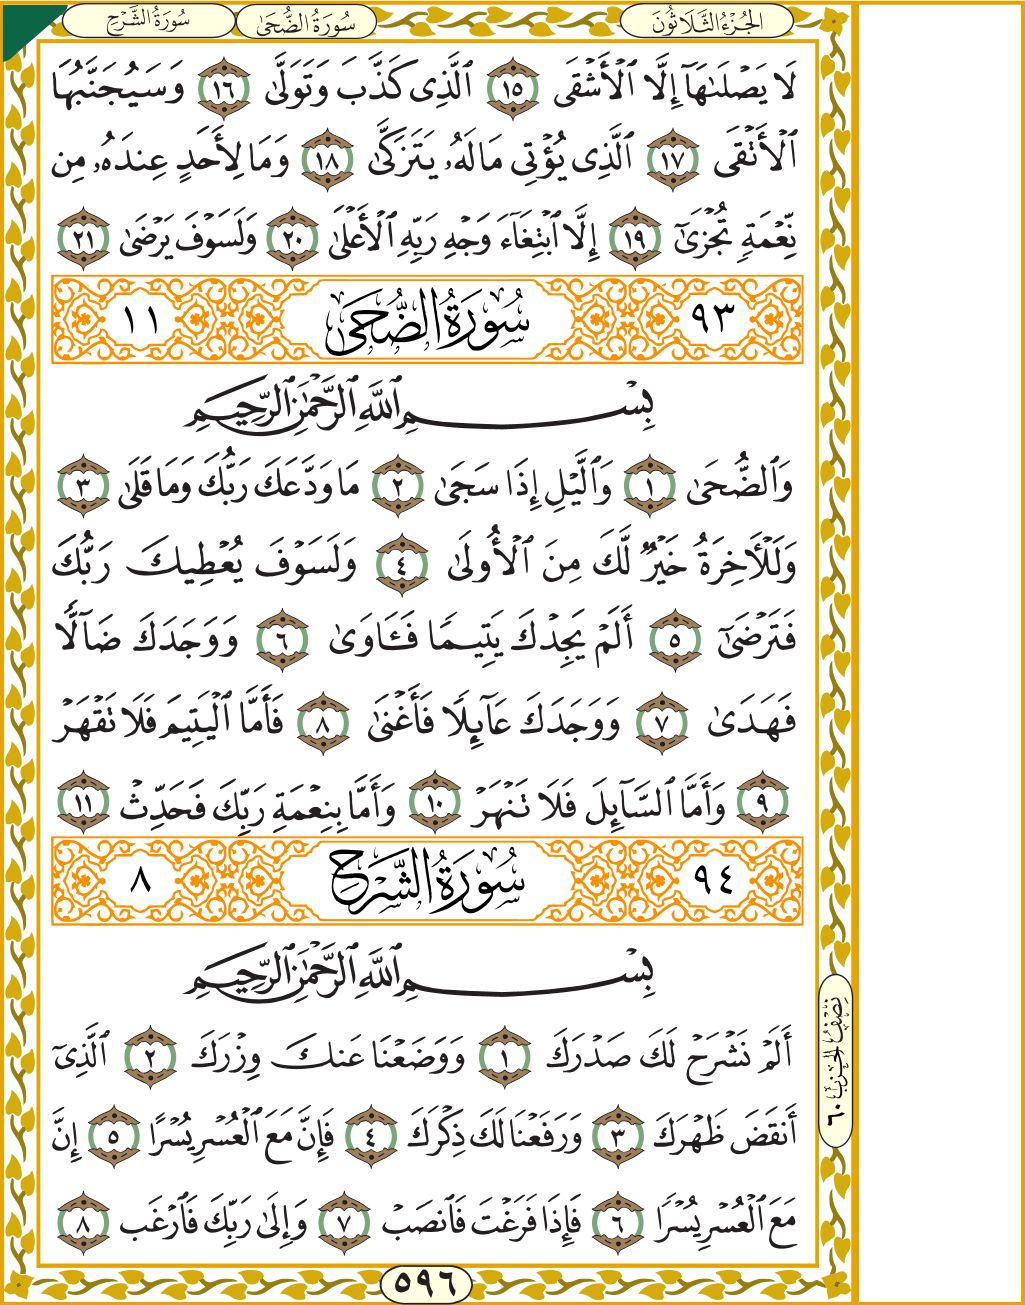 الجُزْءُ الثَّلَاثُونَ
سُورَةُ الضُّحَىٰ
سُورَةُ الشَّرْحِ
لَا يَصْلَىٰهَآ إِلَّا ٱلْأَشْقَى ١٥ ٱلَّذِى كَذَّبَ وَتَوَلَّىٰ ١٦ وَسَيُجَنَّبُهَا
ٱلْأَتْقَى ١٧ ٱلَّذِى يُؤْتِى مَالَهُۥ يَتَزَكَّىٰ ١٨ وَمَا لِأَحَدٍ عِندَهُۥ مِن
نِّعْمَةٍ تُجْزَىٰٓ ١٩ إِلَّا ٱبْتِغَآءَ وَجْهِ رَبِّهِ ٱلْأَعْلَىٰ ٢٠ وَلَسَوْفَ يَرْضَىٰ ٢١
٩٣ سُورَةُ الضُّحَىٰ ١١
بِسْمِ ٱللَّهِ ٱلرَّحْمَٰنِ ٱلرَّحِيمِ
وَٱلضُّحَىٰ ١ وَٱلَّيْلِ إِذَا سَجَىٰ ٢ مَا وَدَّعَكَ رَبُّكَ وَمَا قَلَىٰ ٣
وَلَلْـَٔاخِرَةُ خَيْرٌ لَّكَ مِنَ ٱلْأُولَىٰ ٤ وَلَسَوْفَ يُعْطِيكَ رَبُّكَ
فَتَرْضَىٰٓ ٥ أَلَمْ يَجِدْكَ يَتِيمًا فَـَٔاوَىٰ ٦ وَوَجَدَكَ ضَآلًّا
فَهَدَىٰ ٧ وَوَجَدَكَ عَآئِلًا فَأَغْنَىٰ ٨ فَأَمَّا ٱلْيَتِيمَ فَلَا تَقْهَرْ
٩ وَأَمَّا ٱلسَّآئِلَ فَلَا تَنْهَرْ ١٠ وَأَمَّا بِنِعْمَةِ رَبِّكَ فَحَدِّثْ ١١
٩٤ سُورَةُ الشَّرْحِ ٨
بِسْمِ ٱللَّهِ ٱلرَّحْمَٰنِ ٱلرَّحِيمِ
أَلَمْ نَشْرَحْ لَكَ صَدْرَكَ ١ وَوَضَعْنَا عَنكَ وِزْرَكَ ٢ ٱلَّذِىٓ
أَنقَضَ ظَهْرَكَ ٣ وَرَفَعْنَا لَكَ ذِكْرَكَ ٤ فَإِنَّ مَعَ ٱلْعُسْرِ يُسْرًا ٥ إِنَّ
مَعَ ٱلْعُسْرِ يُسْرًا ٦ فَإِذَا فَرَغْتَ فَٱنصَبْ ٧ وَإِلَىٰ رَبِّكَ فَٱرْغَب ٨
نِصْفُ الحِزْبِ ٦٠
٥٩٦